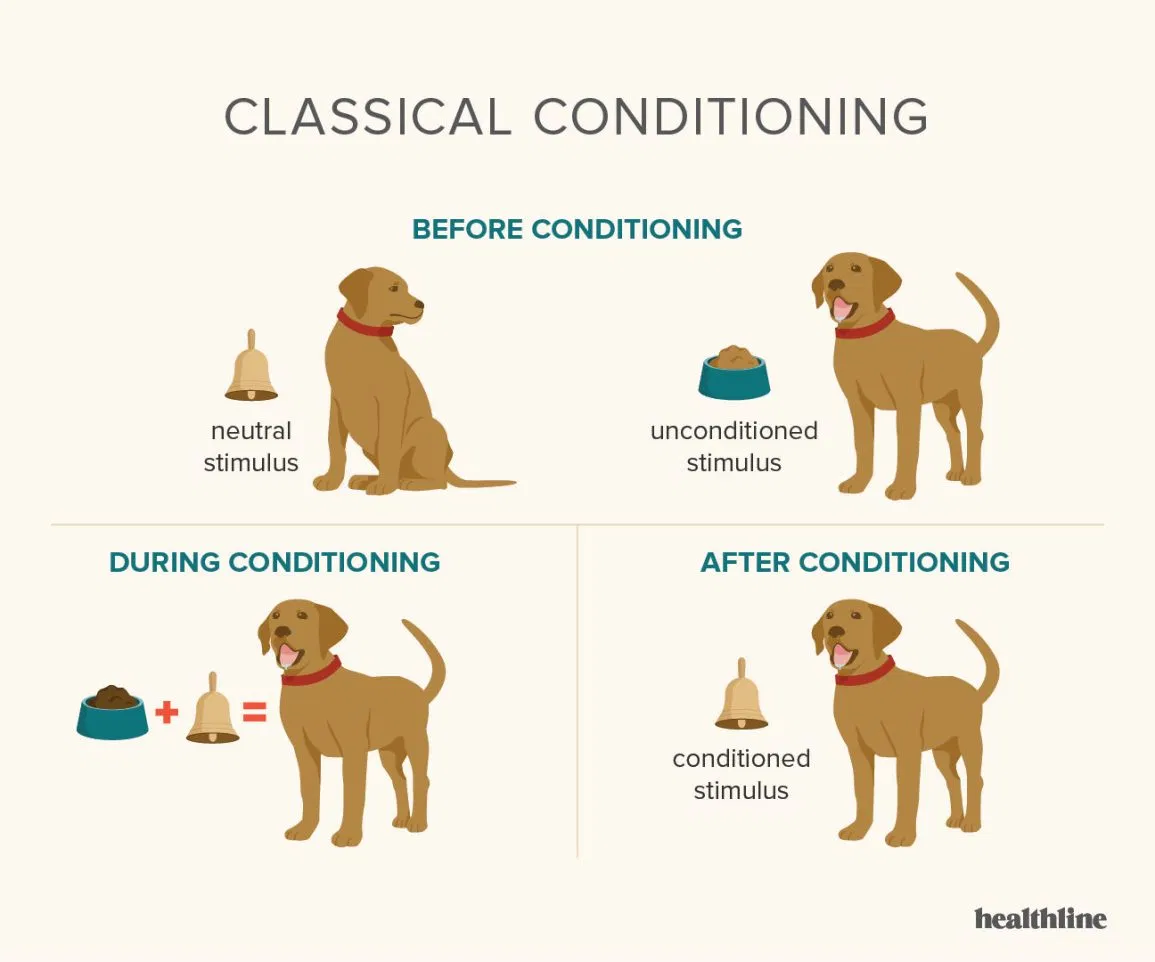 CLASSICAL CONDITIONING
BEFORE CONDITIONING
neutral
stimulus
unconditioned
stimulus
DURING CONDITIONING
AFTER CONDITIONING
conditioned
stimulus
healthline